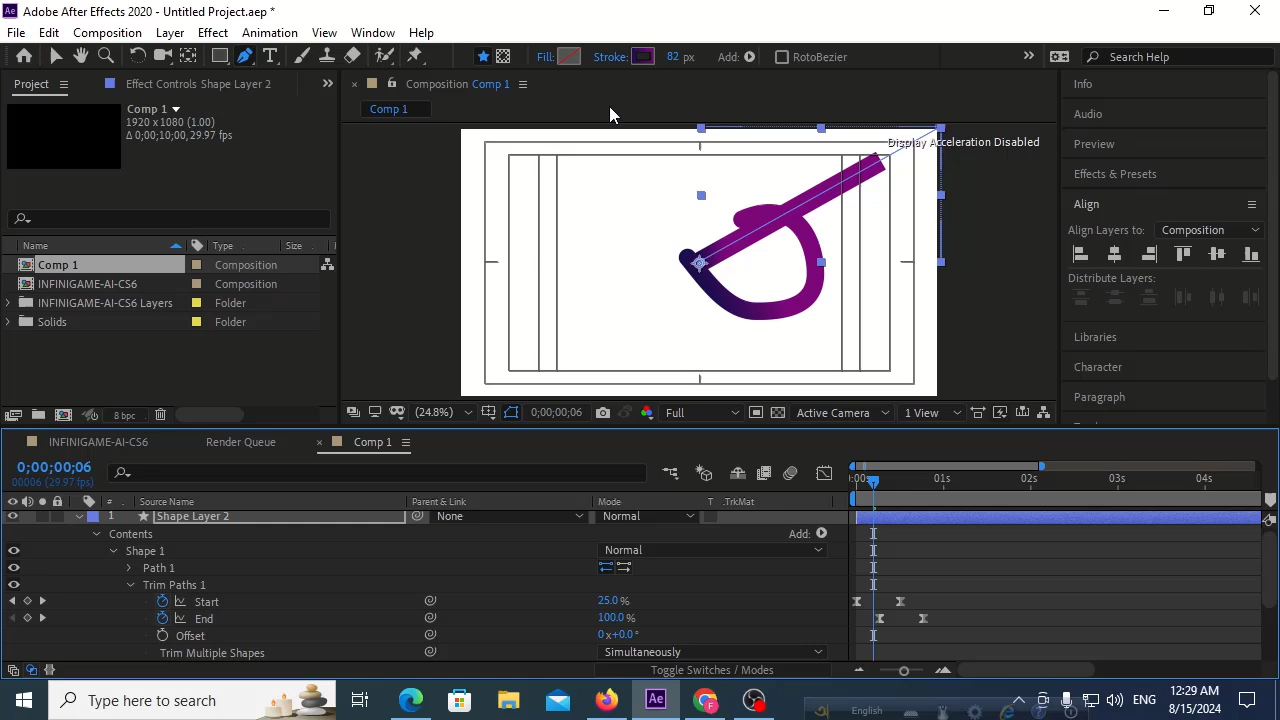 Adobe After Effects 2020 - Untitled Project.aep *
File Edit Composition Layer Effect Animation View Window Help
Fill: Stroke: 82 px Add: RotoBezier Search Help
Project Effect Controls Shape Layer 2 Composition Comp 1 Info
Comp 1
1920 x 1080 (1.00)
Δ 0;00;10;00, 29.97 fps
Comp 1
Display Acceleration Disabled
Audio
Preview
Effects & Presets
Align
Align Layers to: Composition
Distribute Layers:
Libraries
Character
Paragraph
Name Type Size
Comp 1 Composition
INFINIGAME-AI-CS6 Composition
INFINIGAME-AI-CS6 Layers Folder
Solids Folder
8 bpc
(24.8%) 0;00;00;06 Full Active Camera 1 View
INFINIGAME-AI-CS6 Render Queue Comp 1
0;00;00;06
00006 (29.97 fps)
:00s 01s 02s 03s 04s
# Source Name Parent & Link Mode T .TrkMat
1 Shape Layer 2 None Normal
Contents Add:
Shape 1 Normal
Path 1
Trim Paths 1
Start 25.0 %
End 100.0 %
Offset 0 x+0.0 °
Trim Multiple Shapes Simultaneously
Toggle Switches / Modes
Type here to search
ENG
12:29 AM
8/15/2024
English